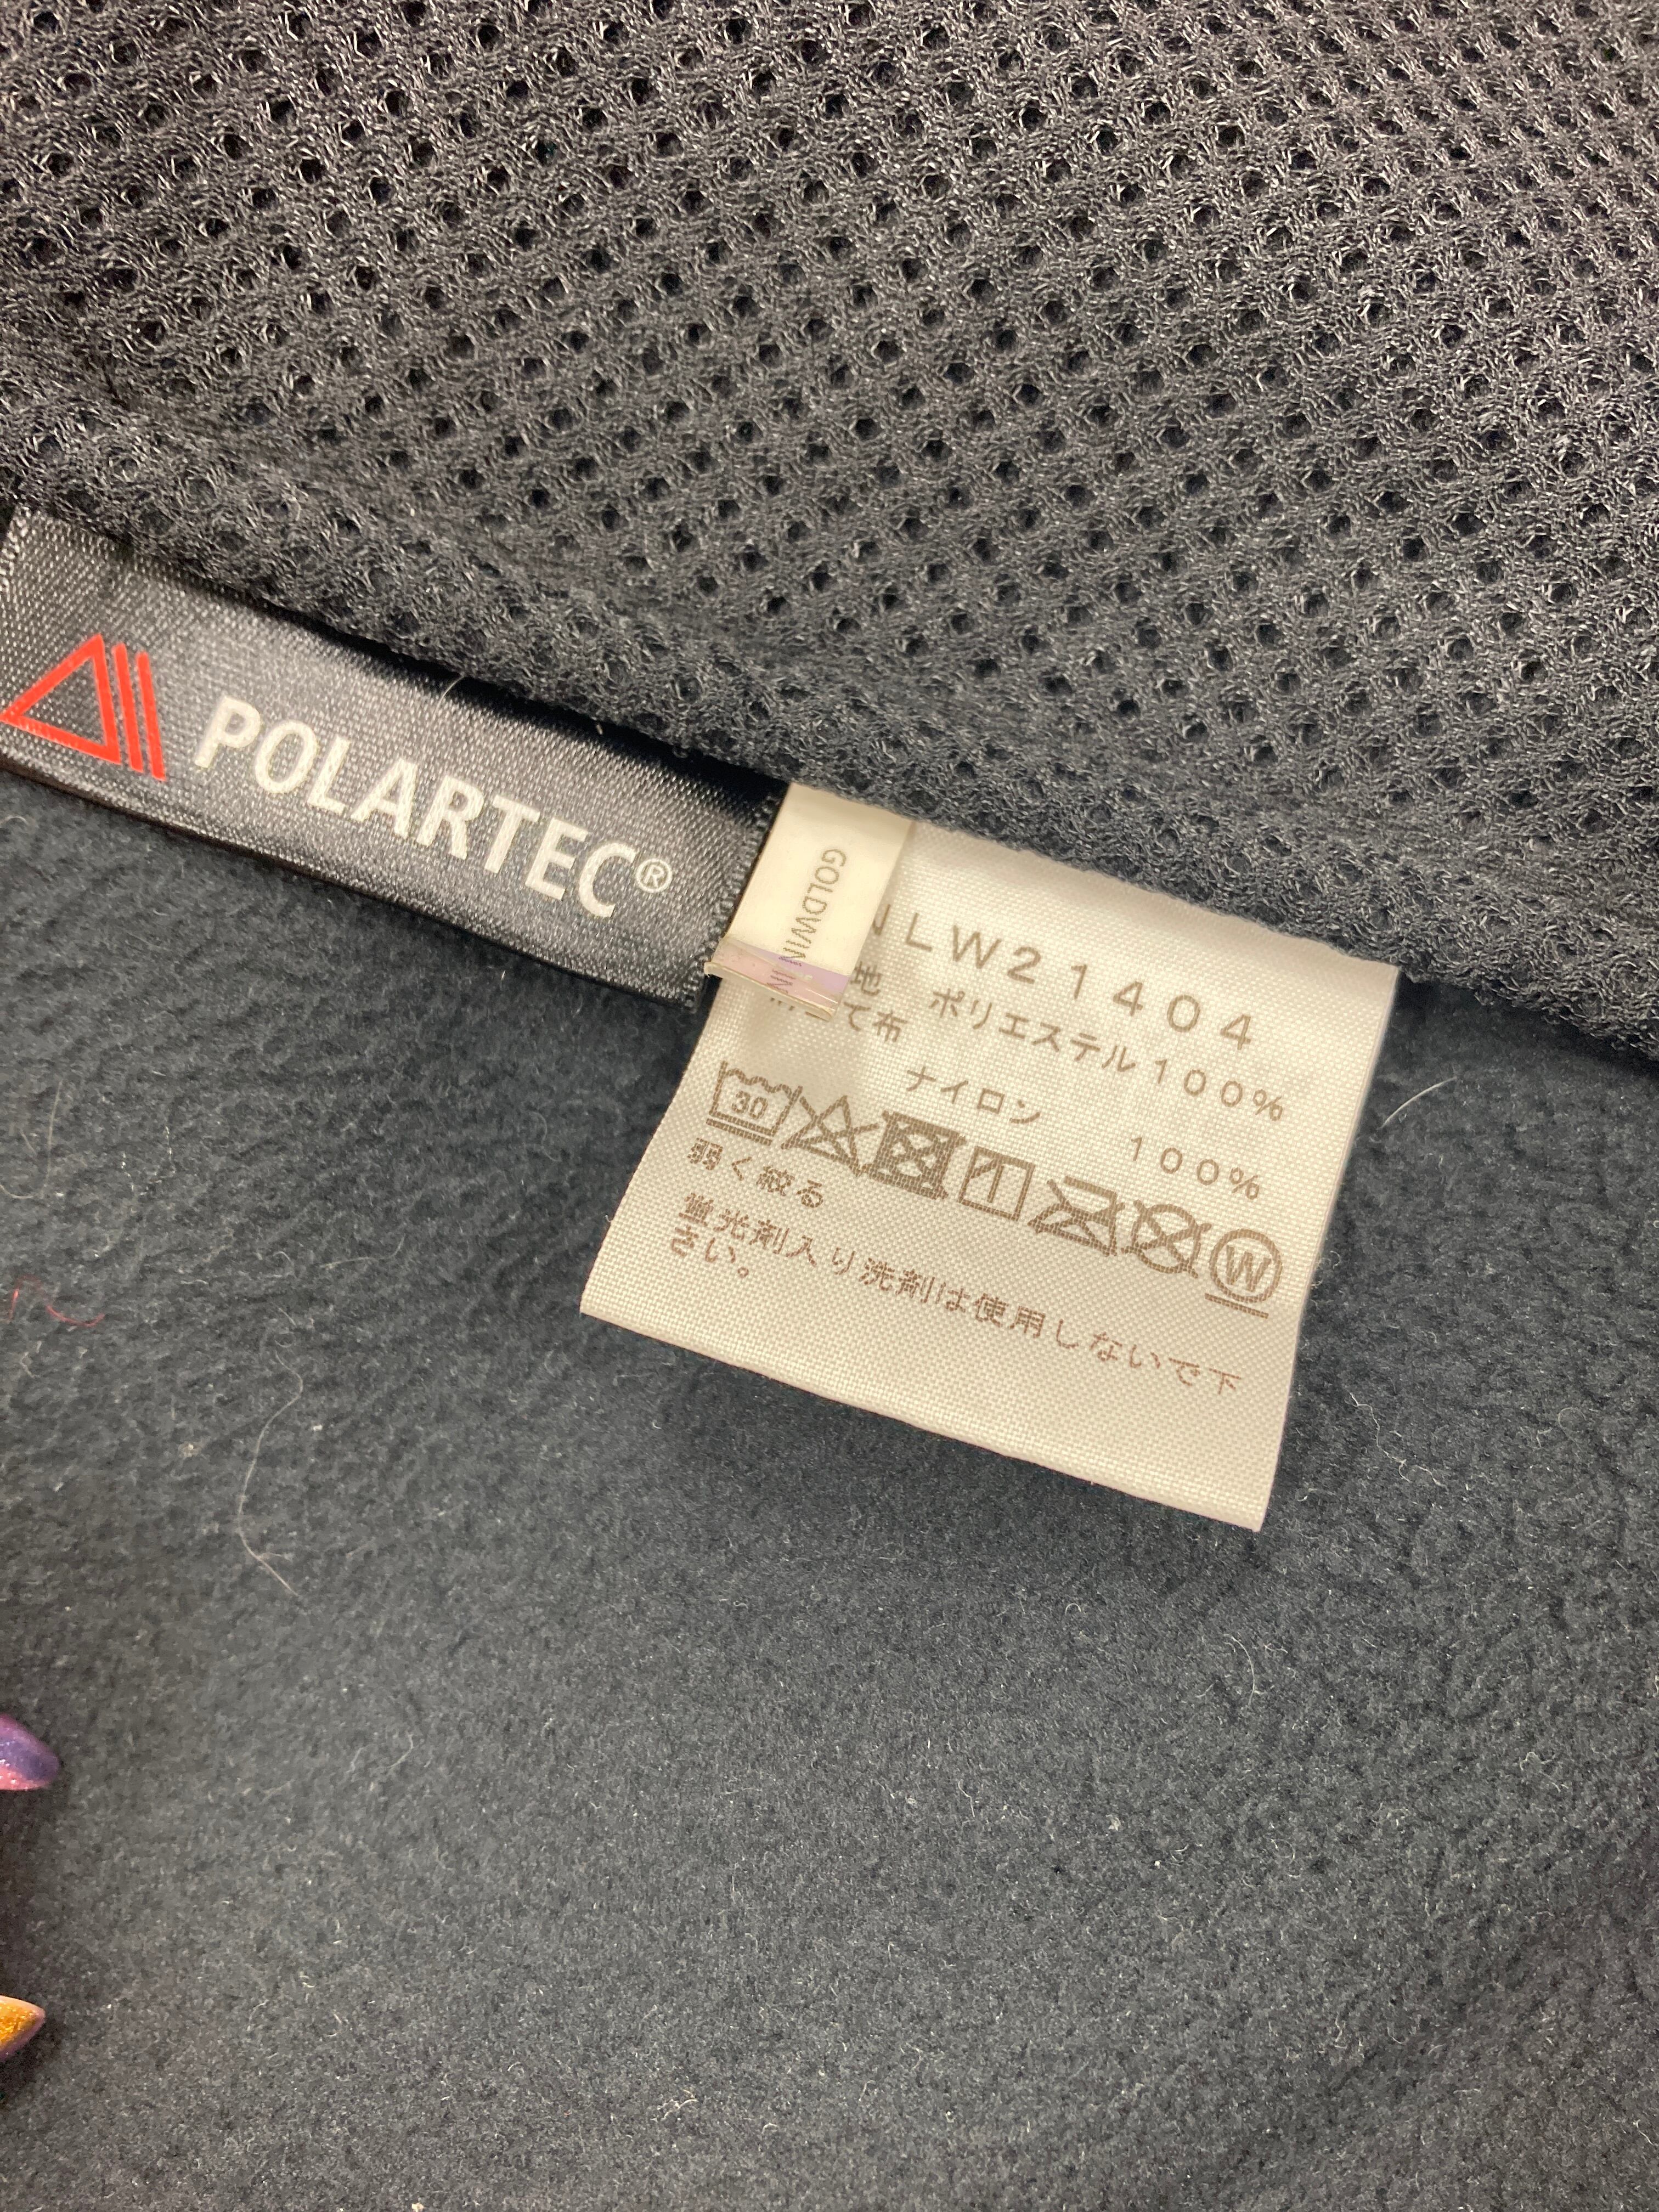 POLARTEC®
GOLDWIN IN
NLW21404
地 ポリエステル100%
て布
ナイロン 100%
30
W
弱く絞る
蛍光剤入り洗剤は使用しないで下
さい。